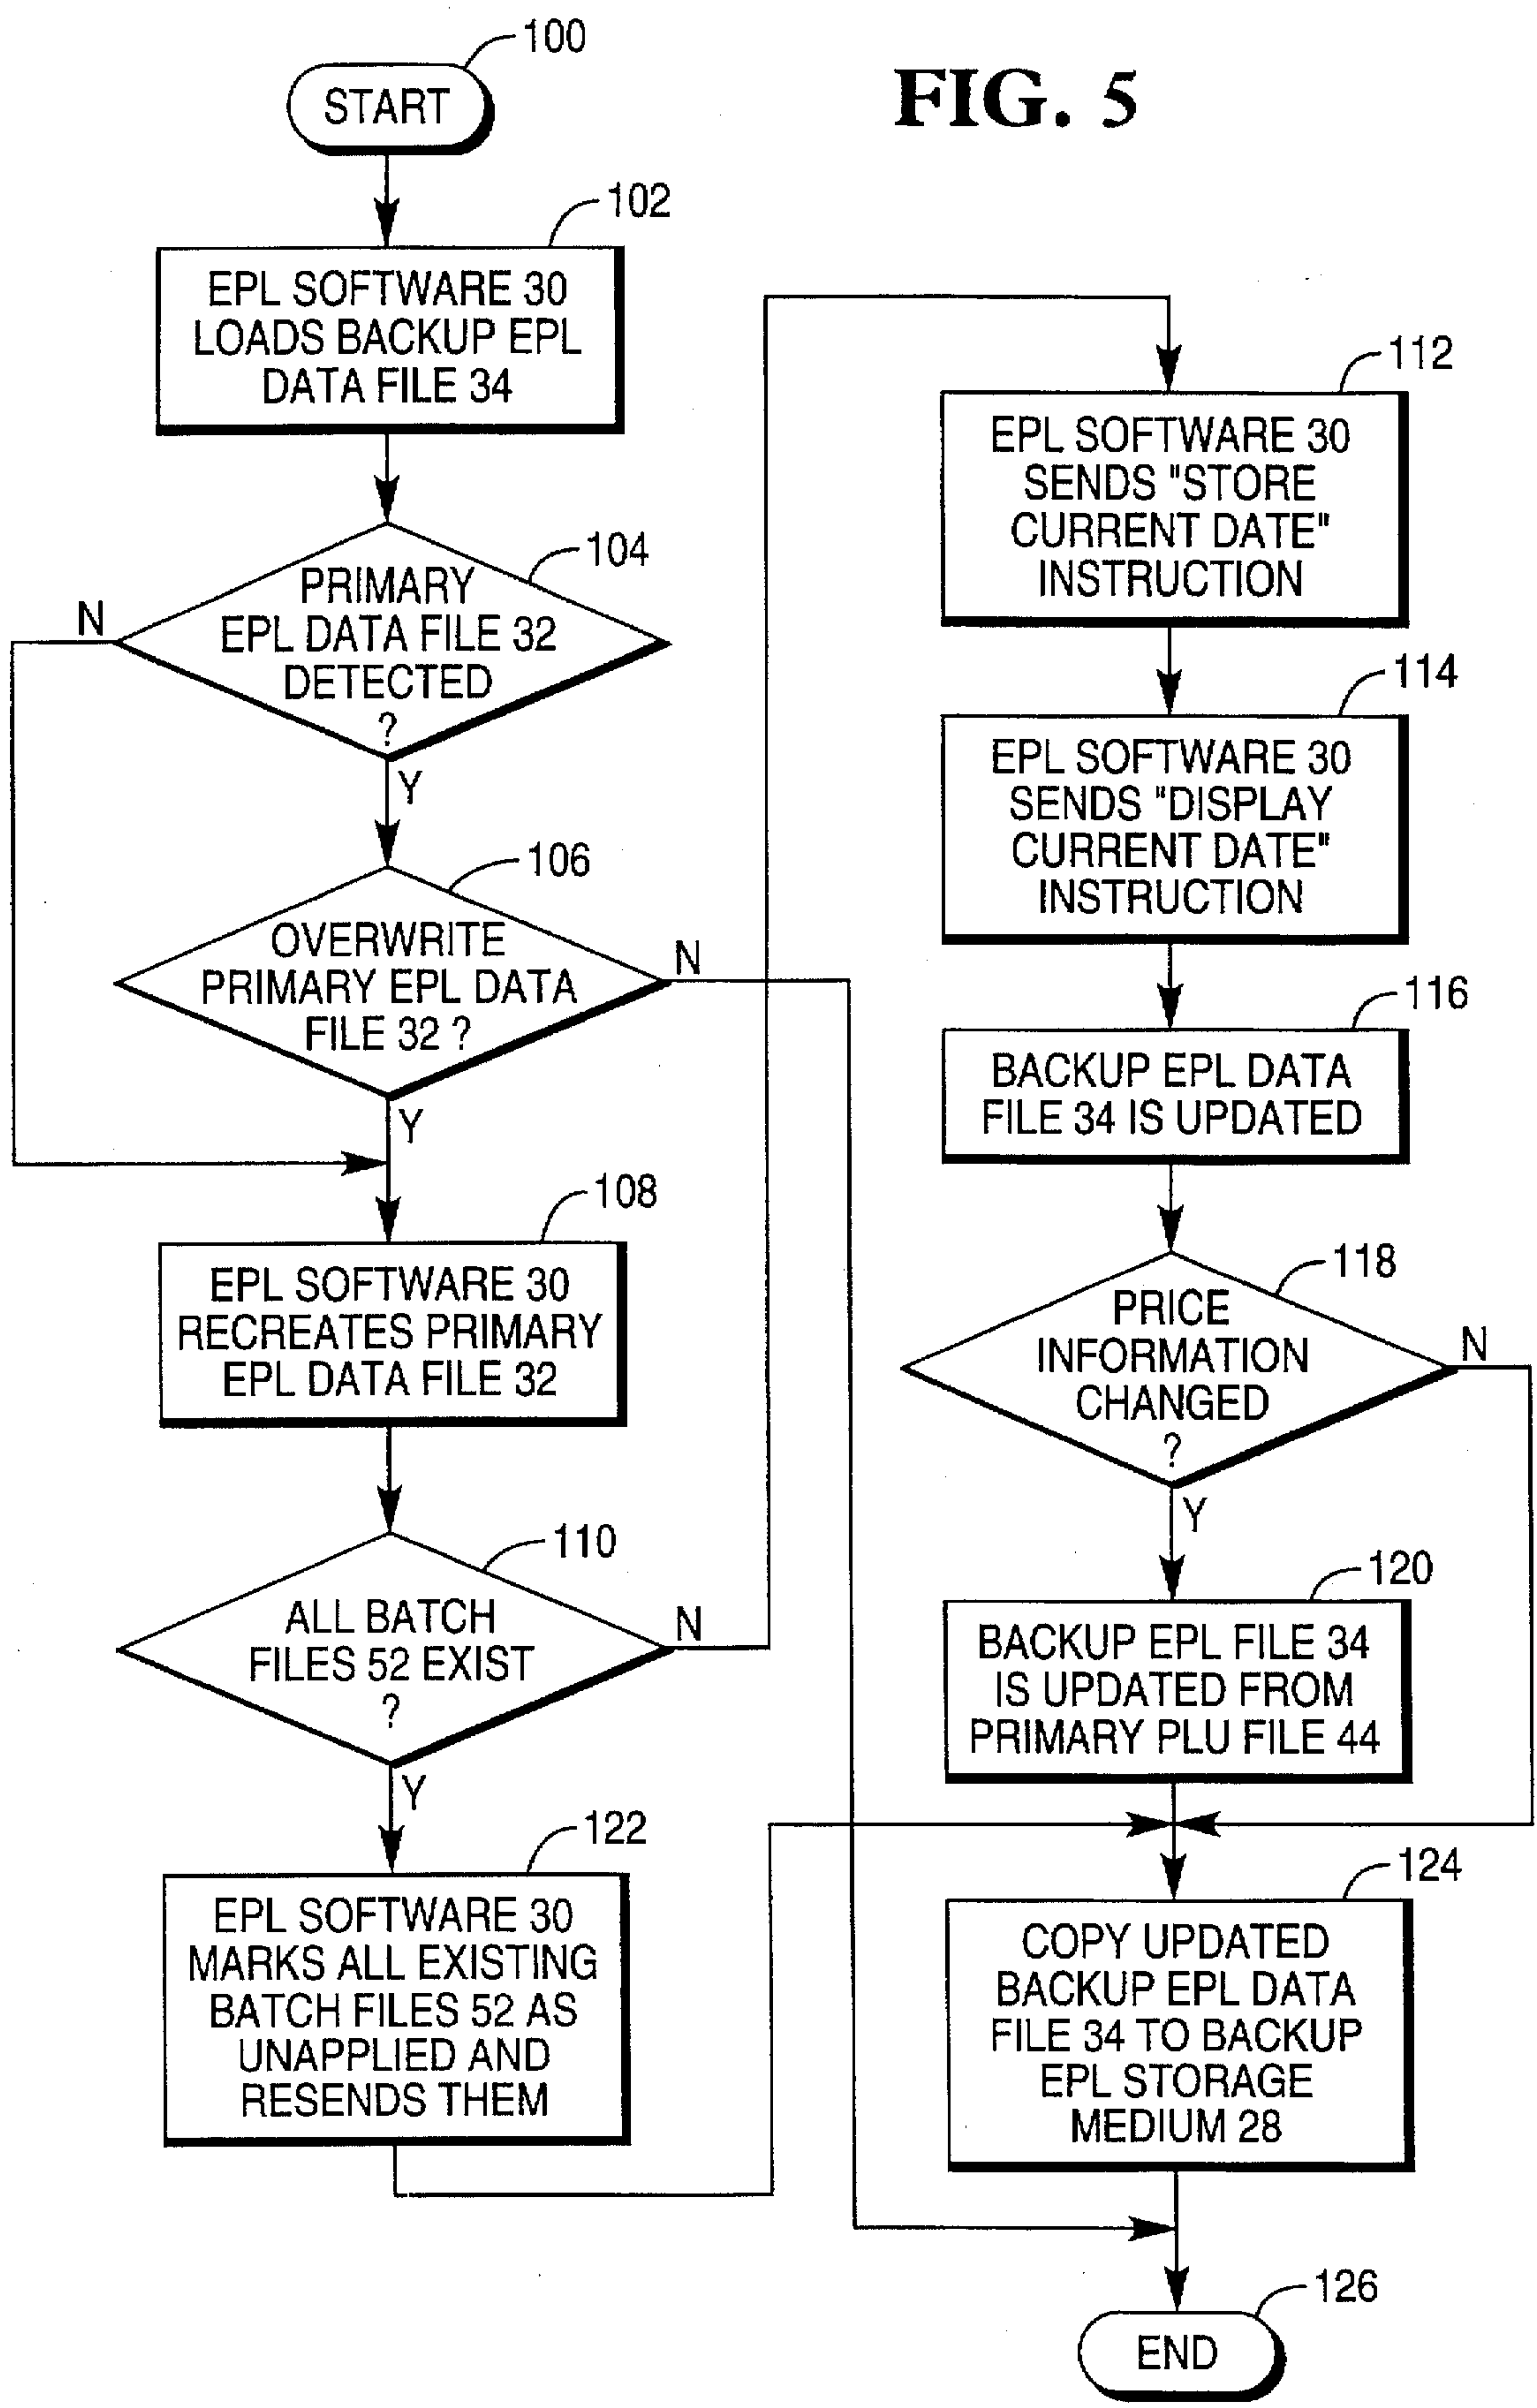 FIG. 5
100
START
102
EPL SOFTWARE 30
LOADS BACKUP EPL
DATA FILE 34
104
PRIMARY
EPL DATA FILE 32
DETECTED
?
N
Y
106
OVERWRITE
PRIMARY EPL DATA
FILE 32 ?
N
Y
108
EPL SOFTWARE 30
RECREATES PRIMARY
EPL DATA FILE 32
110
ALL BATCH
FILES 52 EXIST
?
N
Y
122
EPL SOFTWARE 30
MARKS ALL EXISTING
BATCH FILES 52 AS
UNAPPLIED AND
RESENDS THEM
112
EPL SOFTWARE 30
SENDS "STORE
CURRENT DATE"
INSTRUCTION
114
EPL SOFTWARE 30
SENDS "DISPLAY
CURRENT DATE"
INSTRUCTION
116
BACKUP EPL DATA
FILE 34 IS UPDATED
118
PRICE
INFORMATION
CHANGED
?
N
Y
120
BACKUP EPL FILE 34
IS UPDATED FROM
PRIMARY PLU FILE 44
124
COPY UPDATED
BACKUP EPL DATA
FILE 34 TO BACKUP
EPL STORAGE
MEDIUM 28
126
END